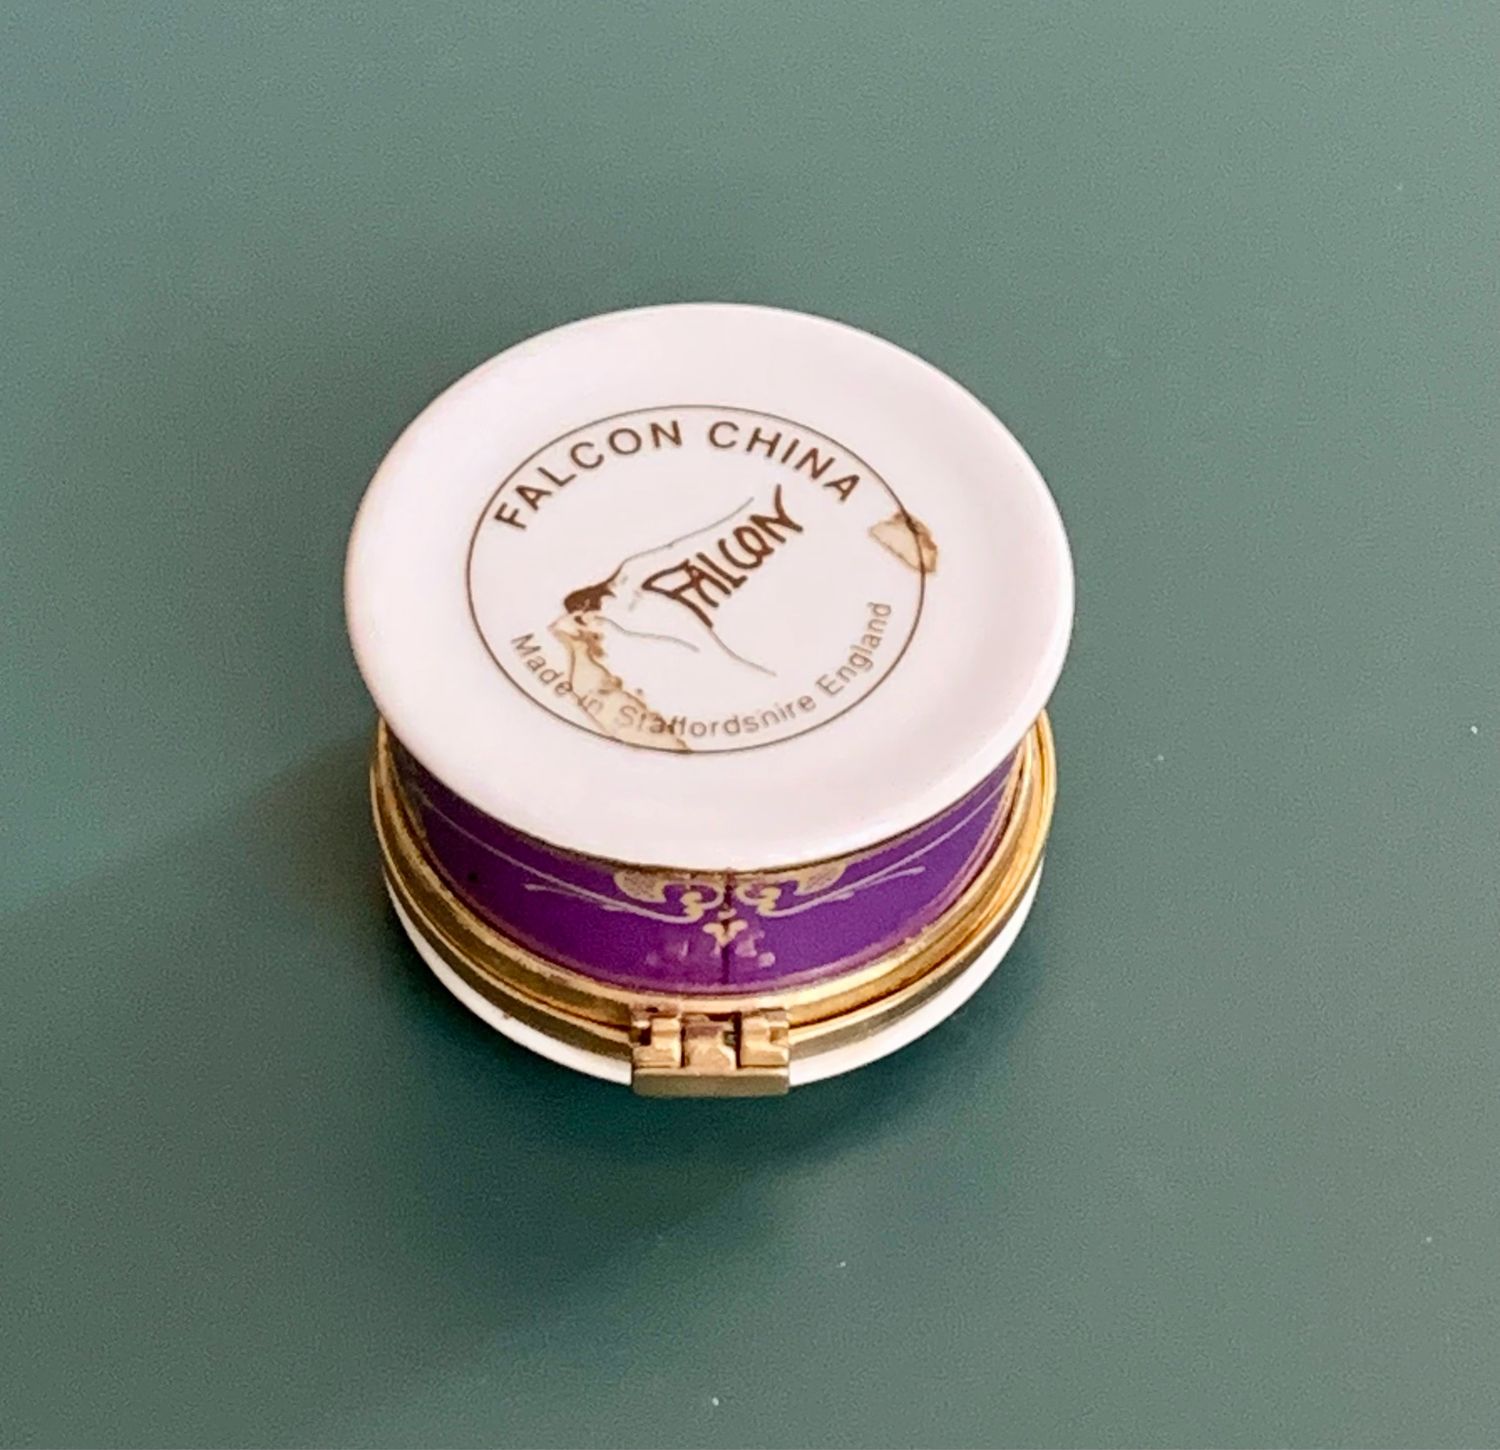 FALCON CHINA
FALCON
Made in Staffordshire England